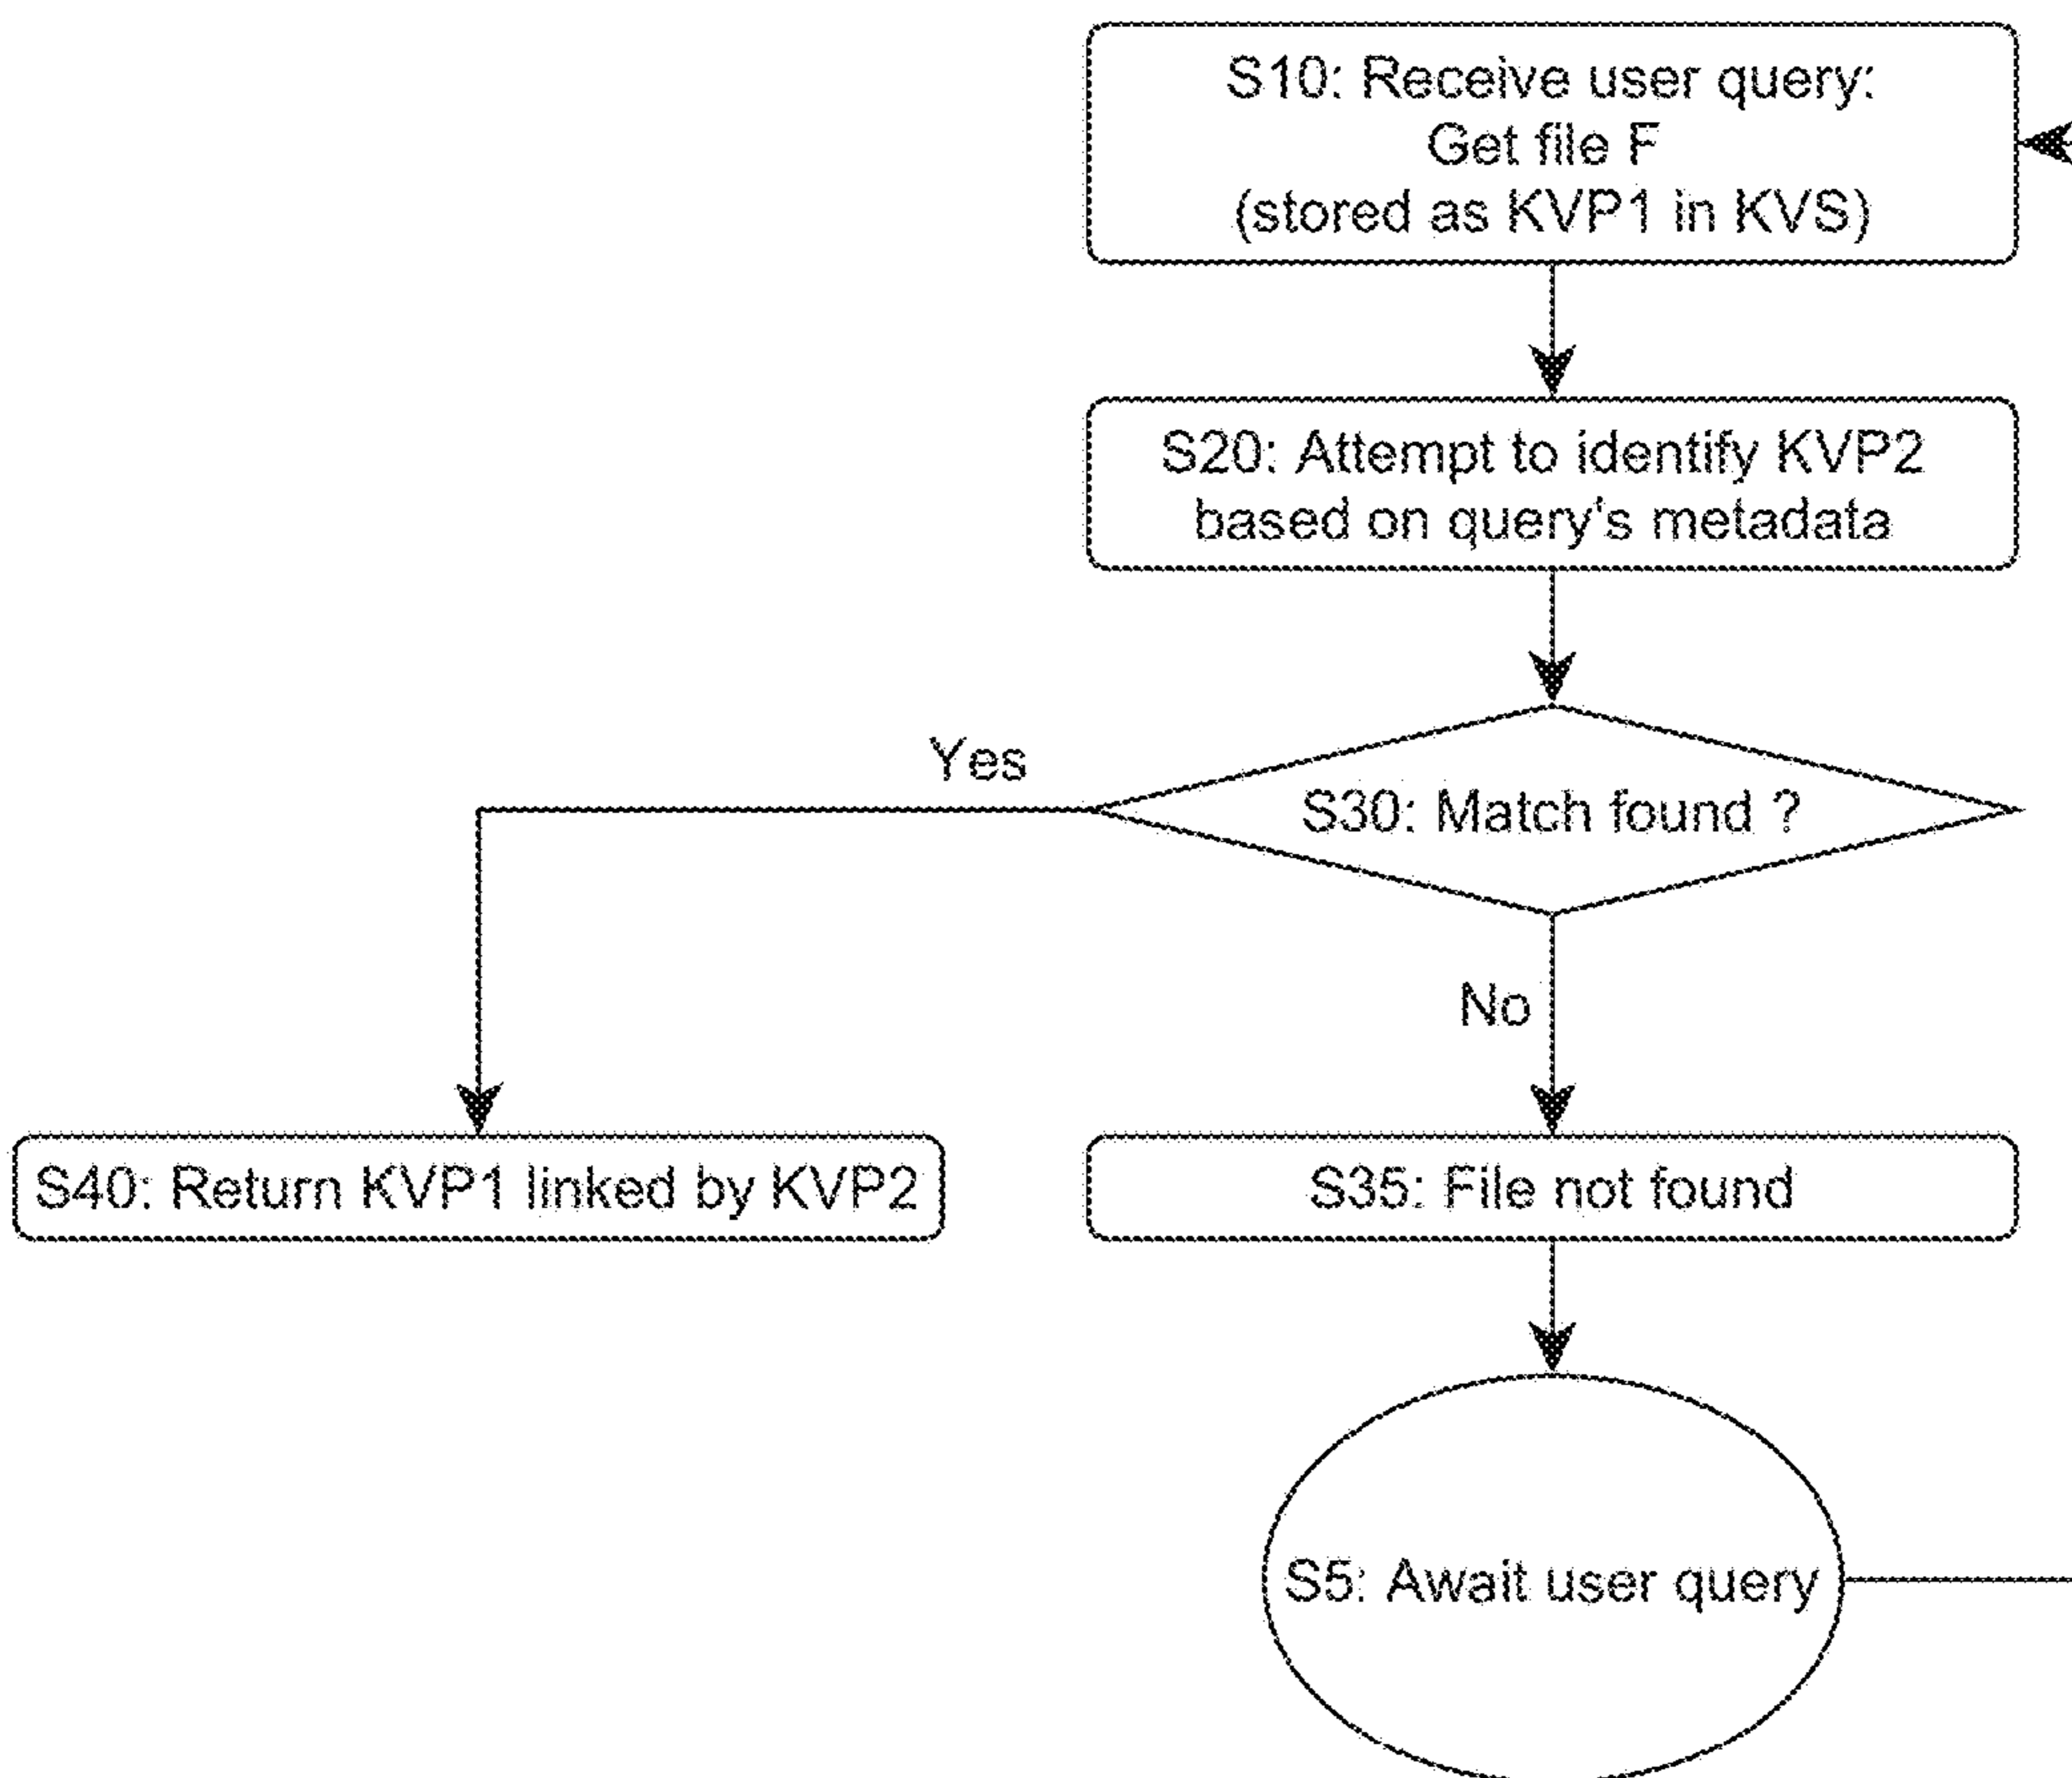 S10: Receive user query:
Get file F
(stored as KVP1 in KVS)
S20: Attempt to identify KVP2
based on query's metadata
Yes
S30: Match found ?
No
S40: Return KVP1 linked by KVP2
S35: File not found
S5: Await user query